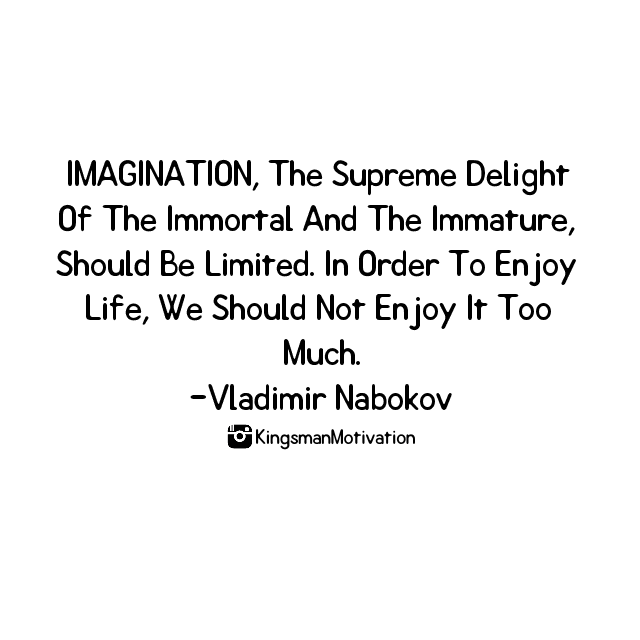 IMAGINATION, The Supreme Delight
Of The Immortal And The Immature,
Should Be Limited. In Order To Enjoy
Life, We Should Not Enjoy It Too
Much.
-Vladimir Nabokov
KingsmanMotivation